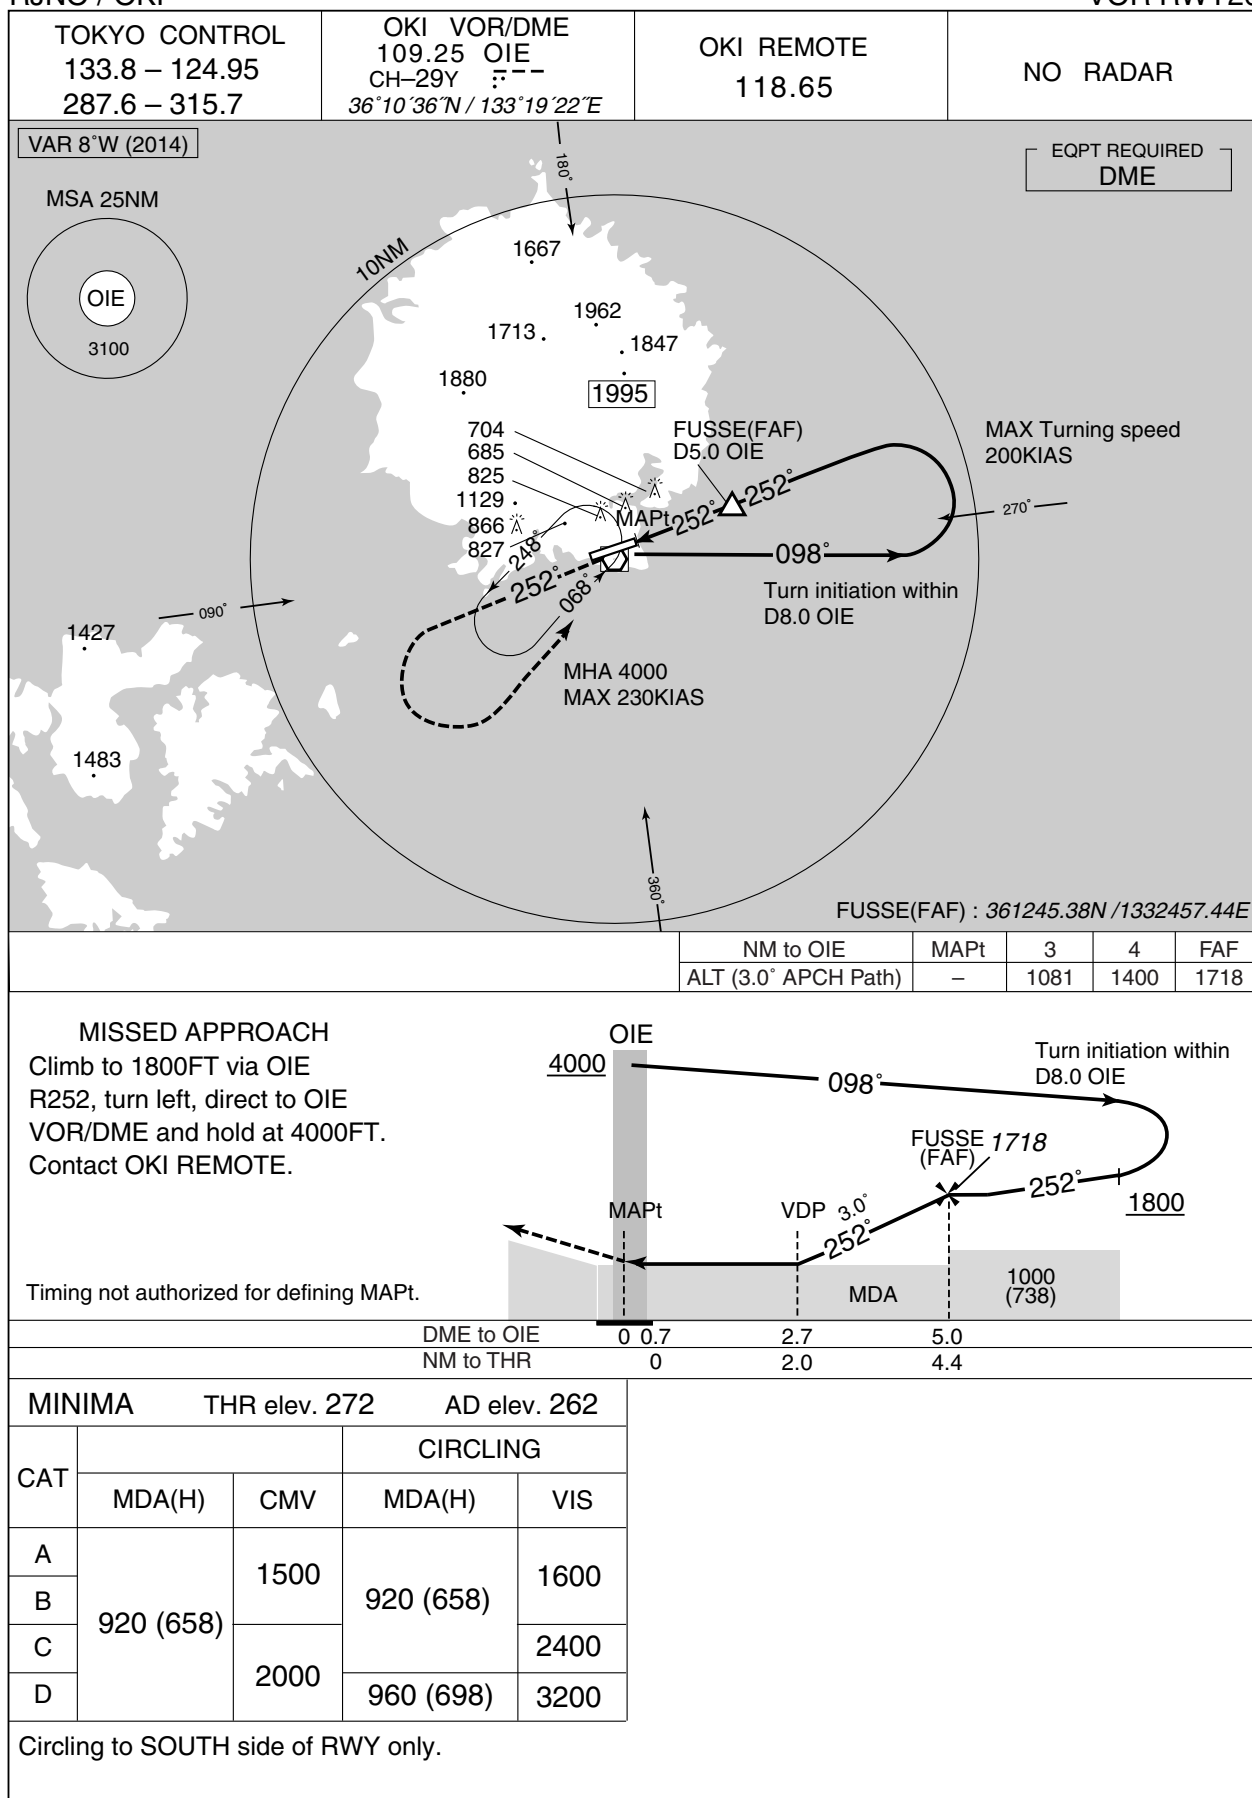 TOKYO CONTROL
133.8 – 124.95
287.6 – 315.7
OKI VOR/DME
109.25 OIE
CH–29Y
36°10′36″N / 133°19′22″E
OKI REMOTE
118.65
NO RADAR
VAR 8°W (2014)
EQPT REQUIRED
DME
MSA 25NM
OIE
3100
10NM
180°
1667
1962
1713
1847
1880
1995
704
685
825
1129
866
827
FUSSE(FAF)
D5.0 OIE
MAX Turning speed
200KIAS
MAPt
252°
252°
270°
098°
248°
252°
068°
Turn initiation within
D8.0 OIE
090°
1427
1483
MHA 4000
MAX 230KIAS
360°
FUSSE(FAF) : 361245.38N /1332457.44E
NM to OIE MAPt 3 4 FAF
ALT (3.0° APCH Path) – 1081 1400 1718
MISSED APPROACH
Climb to 1800FT via OIE
R252, turn left, direct to OIE
VOR/DME and hold at 4000FT.
Contact OKI REMOTE.
OIE
4000
098°
Turn initiation within
D8.0 OIE
FUSSE
(FAF)
1718
252°
1800
MAPt
VDP
3.0°
252°
MDA
1000
(738)
Timing not authorized for defining MAPt.
DME to OIE 0 0.7 2.7 5.0
NM to THR 0 2.0 4.4
MINIMA THR elev. 272 AD elev. 262
CAT
CIRCLING
MDA(H) CMV MDA(H) VIS
A
B
C
D
920 (658)
1500
2000
920 (658)
960 (698)
1600
2400
3200
Circling to SOUTH side of RWY only.